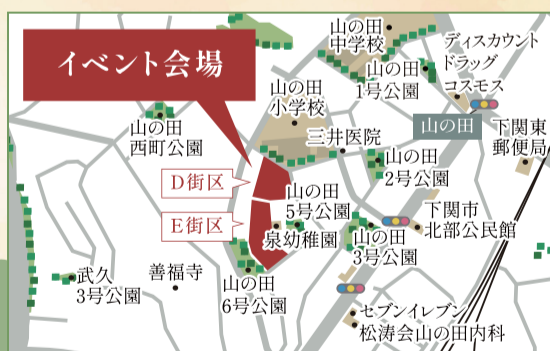 イベント会場
山の田
中学校
ディスカウント
ドラッグ
コスモス
山の田
1号公園
山の田
小学校
山の田
下関東
郵便局
山の田
西町公園
三井医院
山の田
2号公園
D街区
山の田
5号公園
E街区
泉幼稚園
下関市
北部公民館
山の田
3号公園
武久
3号公園
善福寺
山の田
6号公園
セブンイレブン
松涛会山の田内科